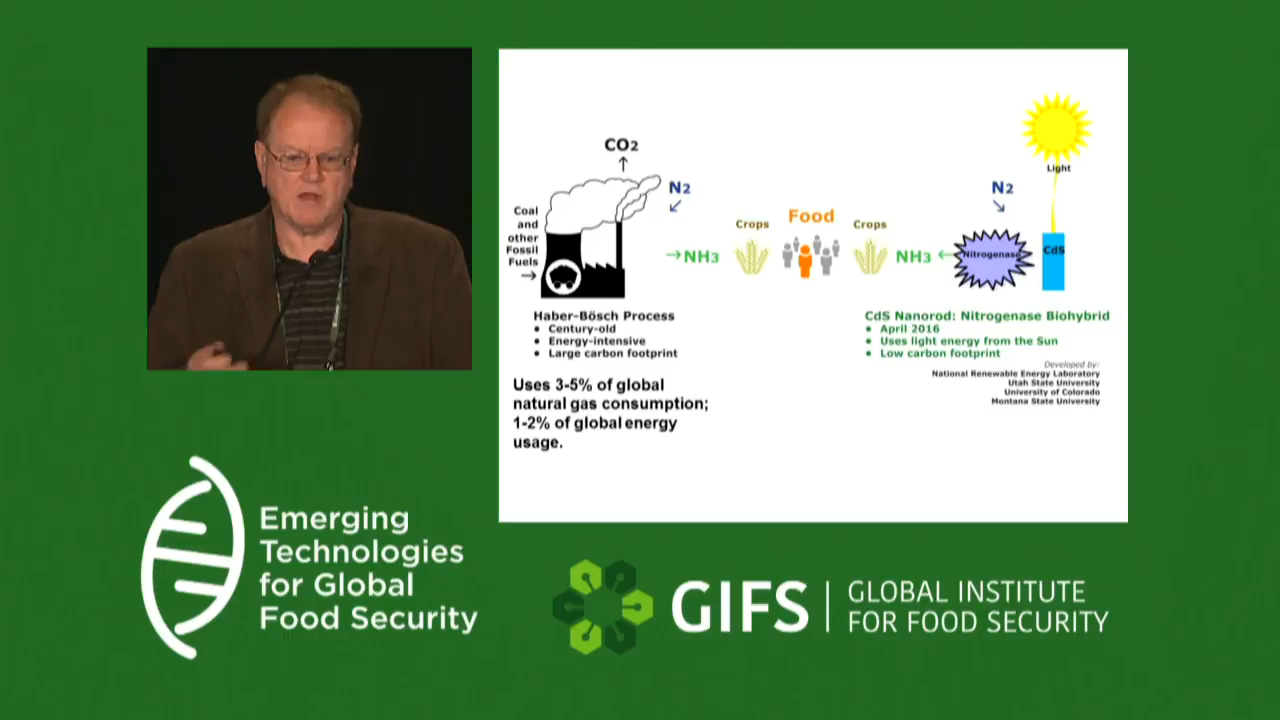 CO2
N2
Coal
and
other
Fossil
Fuels
→
→NH3
Crops
Food
Crops
NH3 ←
Nitrogenase
CdS
N2
Light
Haber-Bösch Process
• Century-old
• Energy-intensive
• Large carbon footprint
Uses 3-5% of global
natural gas consumption;
1-2% of global energy
usage.
CdS Nanorod: Nitrogenase Biohybrid
• April 2016
• Uses light energy from the Sun
• Low carbon footprint
Developed by:
National Renewable Energy Laboratory
Utah State University
University of Colorado
Montana State University
Emerging
Technologies
for Global
Food Security
GIFS | GLOBAL INSTITUTE
FOR FOOD SECURITY